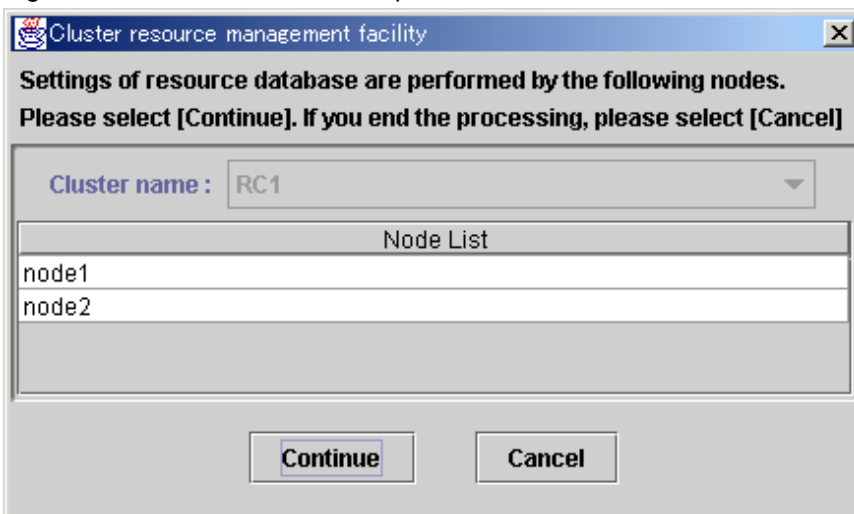 Cluster resource management facility
Settings of resource database are performed by the following nodes.
Please select [Continue]. If you end the processing, please select [Cancel]
Cluster name : RC1
Node List
node1
node2
Continue Cancel